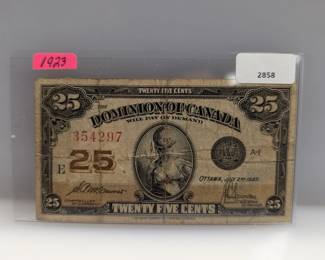 1923
2858
TWENTY FIVE CENTS
25
25
DOMINION OF CANADA
WILL PAY ON DEMAND
354297
E 25
OTTAWA, JULY 2ND 1923
TWENTY FIVE CENTS
25
25